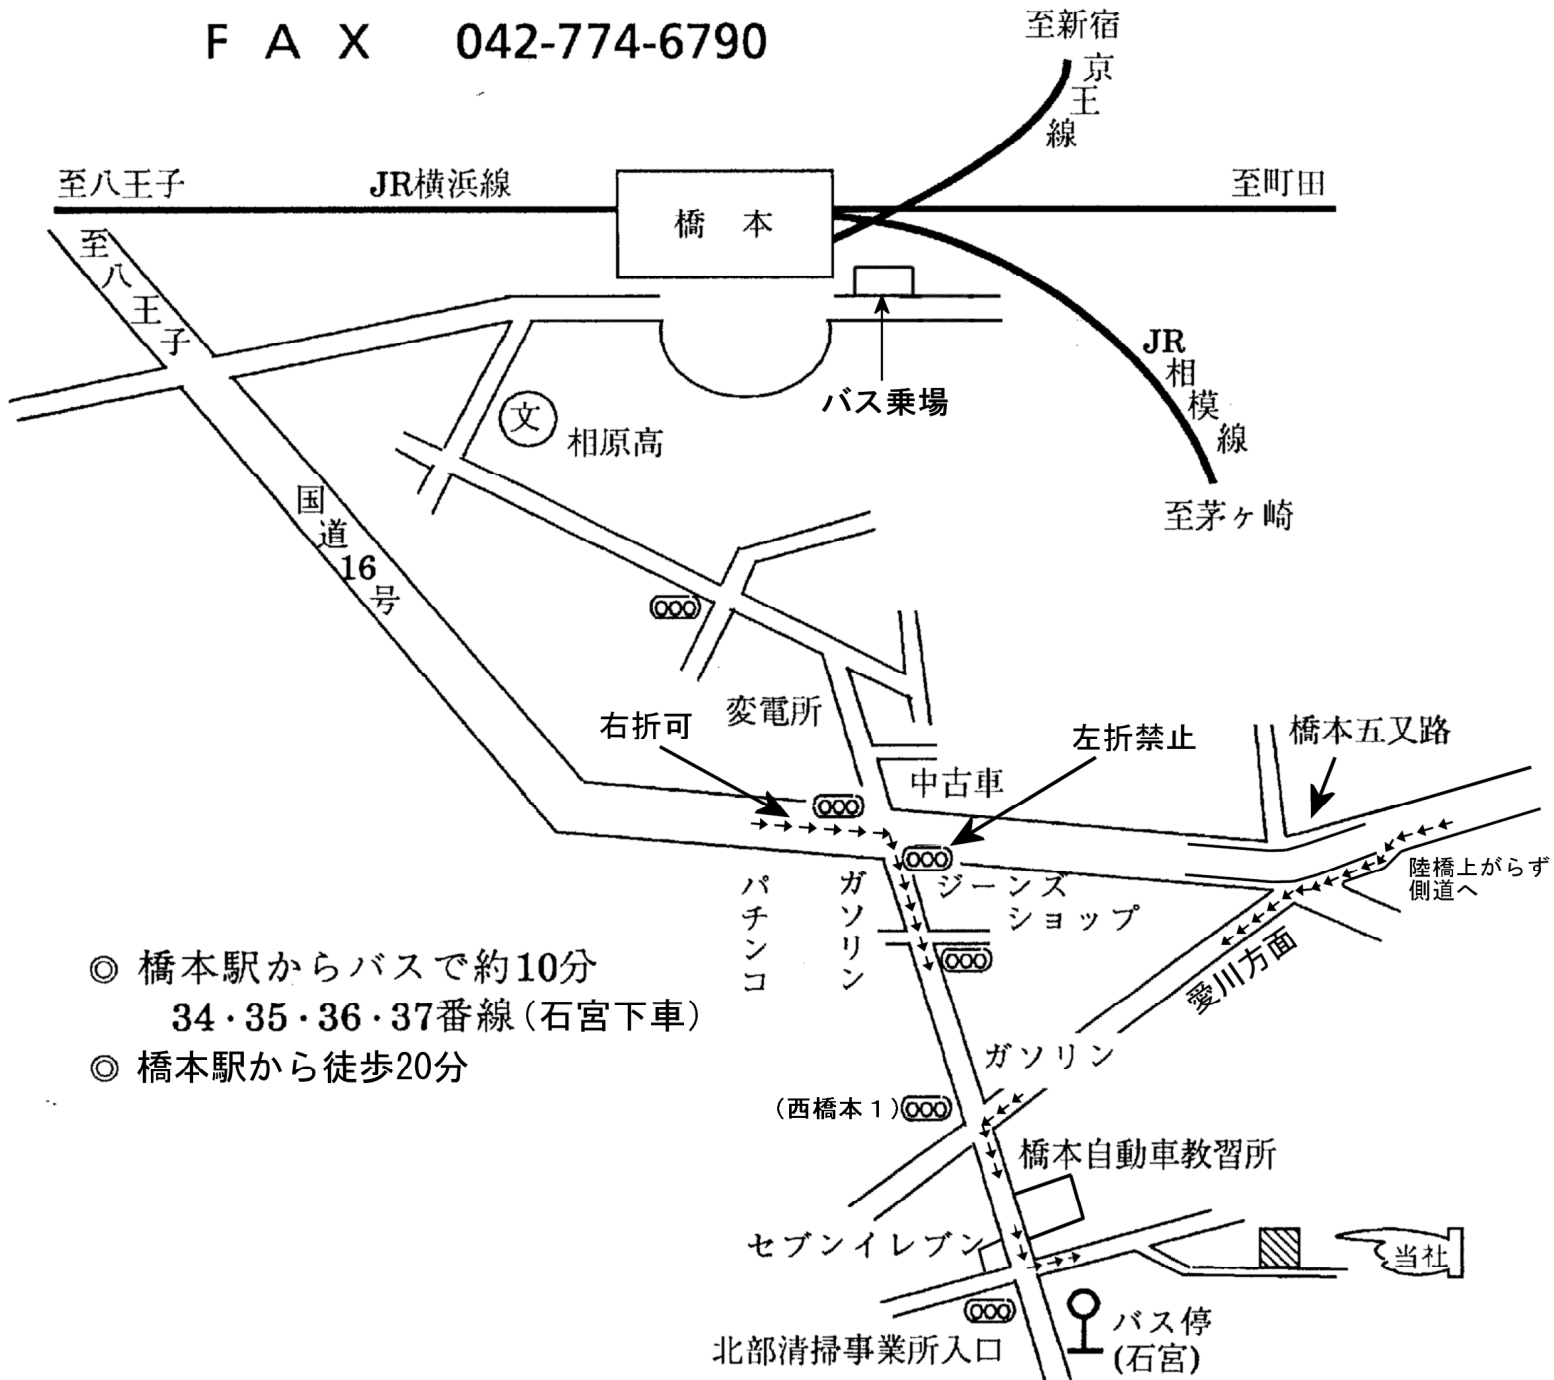 FAX 042-774-6790
至新宿
京王線
至八王子
JR横浜線
至町田
橋本
至八王子
JR相模線
バス乗場
文
相原高
至茅ヶ崎
国道16号
変電所
右折可
左折禁止
橋本五叉路
中古車
陸橋上がらず
側道へ
パチンコ
ガソリン
ジーンズ
ショップ
愛川方面
◎ 橋本駅からバスで約10分
34・35・36・37番線(石宮下車)
◎ 橋本駅から徒歩20分
ガソリン
(西橋本1)
橋本自動車教習所
セブンイレブン
当社
バス停
(石宮)
北部清掃事業所入口